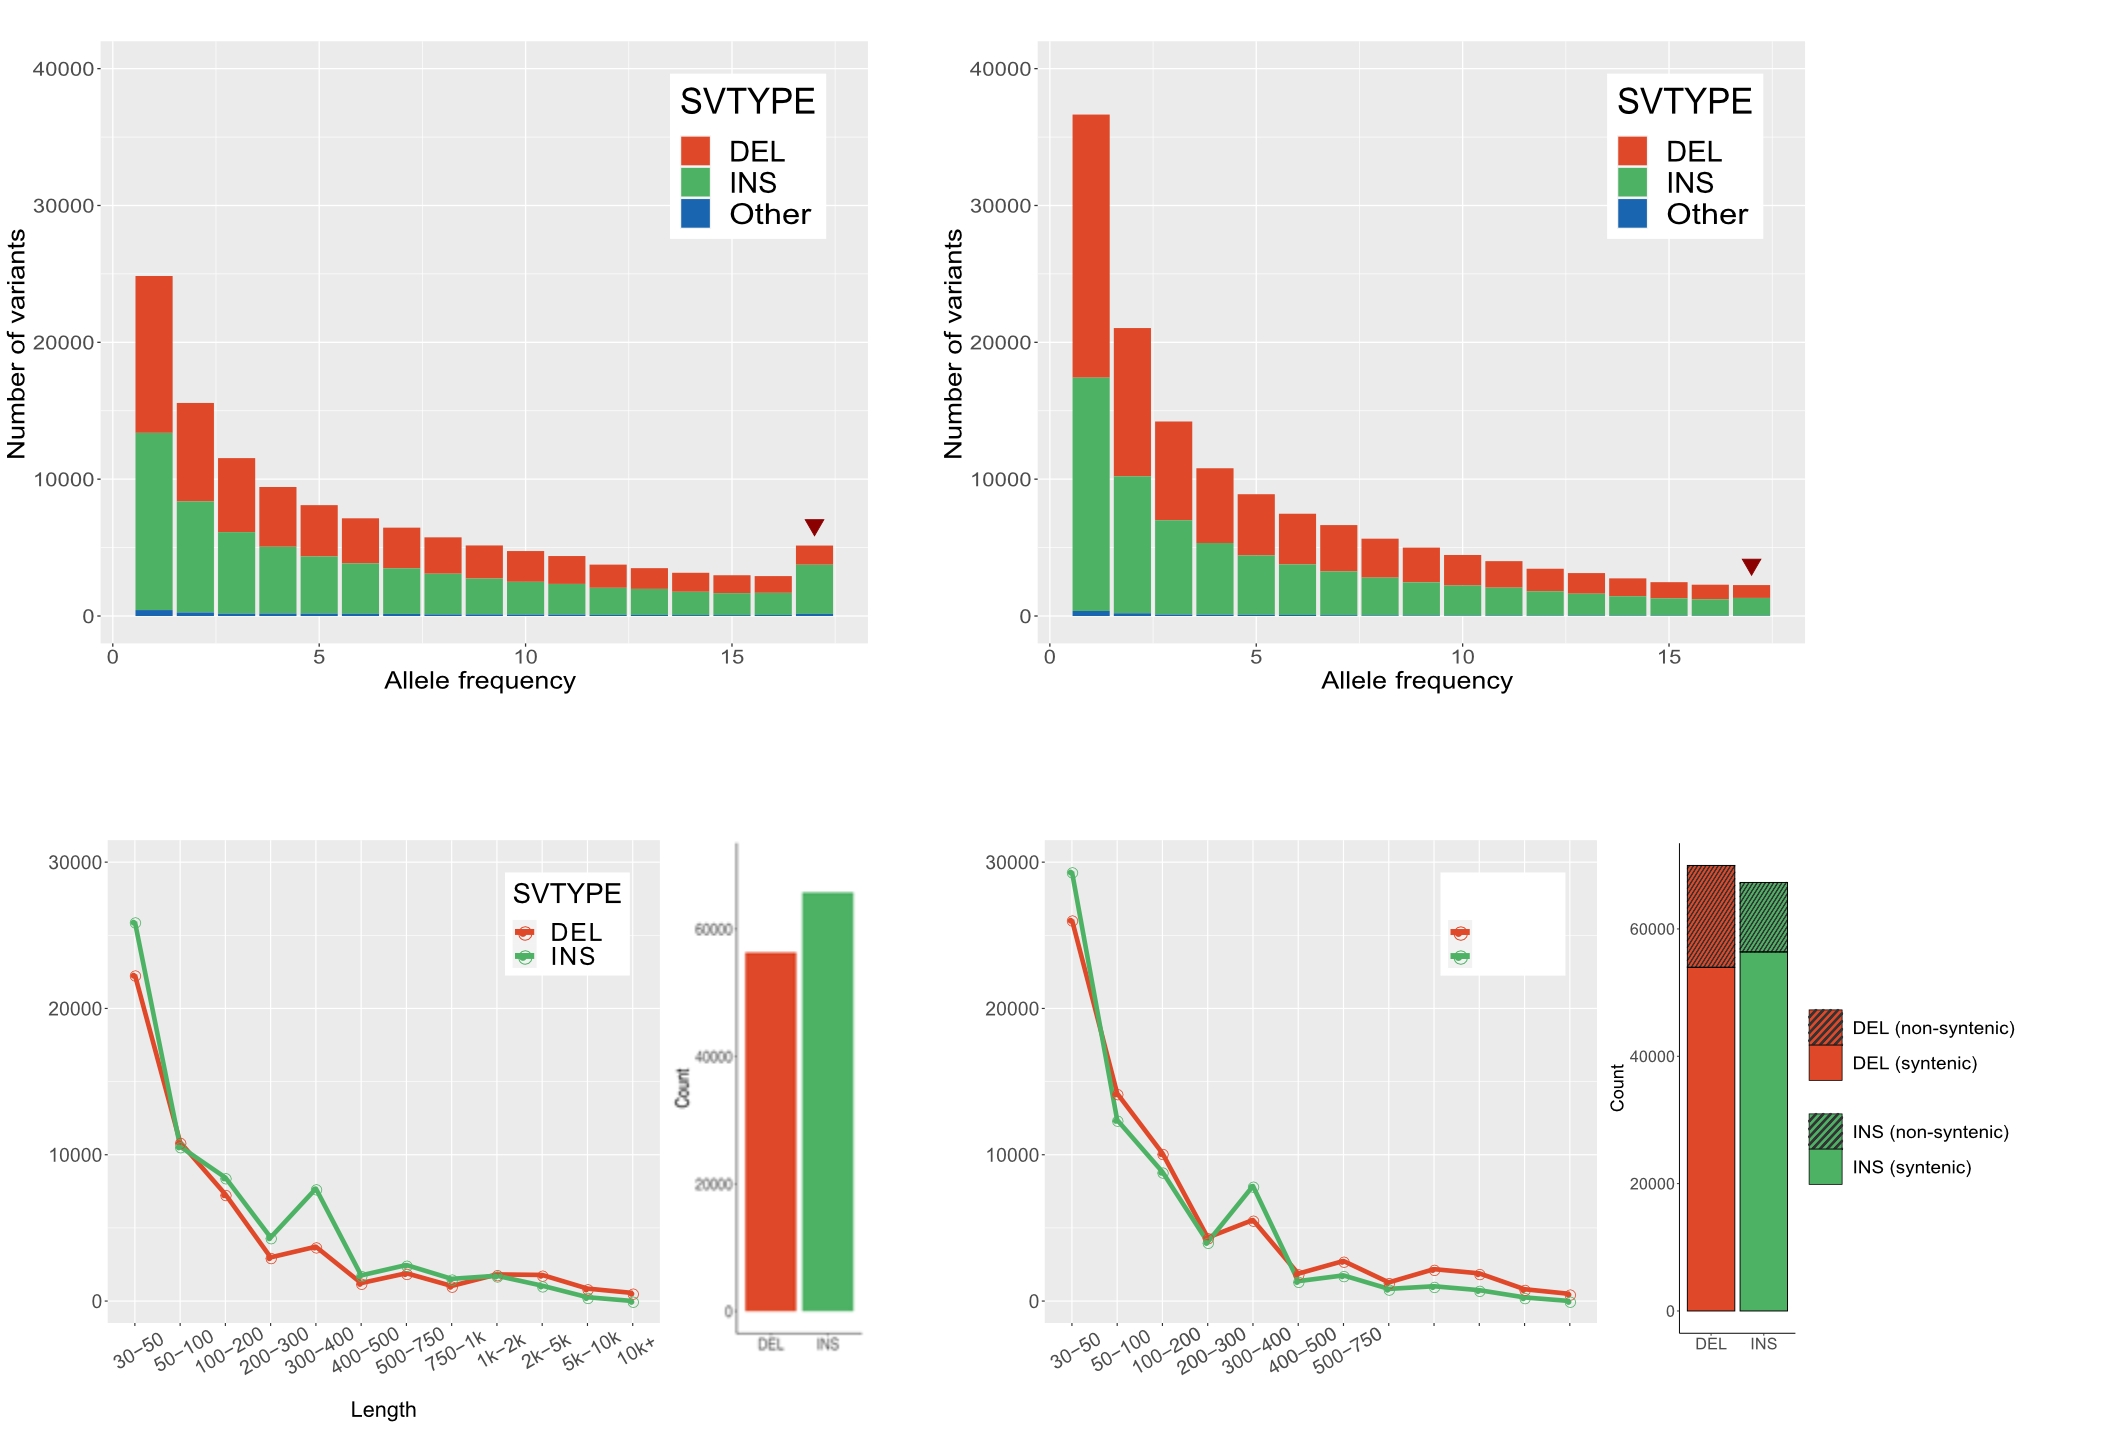 40000
30000
20000
10000
0
Number of variants
SVTYPE
DEL
INS
Other
0
5
10
15
Allele frequency
40000
30000
20000
10000
0
Number of variants
SVTYPE
DEL
INS
Other
0
5
10
15
Allele frequency
30000
20000
10000
0
SVTYPE
DEL
INS
30–50
50–100
100–200
200–300
300–400
400–500
500–750
750–1k
1k–2k
2k–5k
5k–10k
10k+
Length
Count
60000
40000
20000
0
DEL
INS
30000
20000
10000
0
30–50
50–100
100–200
200–300
300–400
400–500
500–750
Count
60000
40000
20000
0
DEL
INS
DEL (non-syntenic)
DEL (syntenic)
INS (non-syntenic)
INS (syntenic)